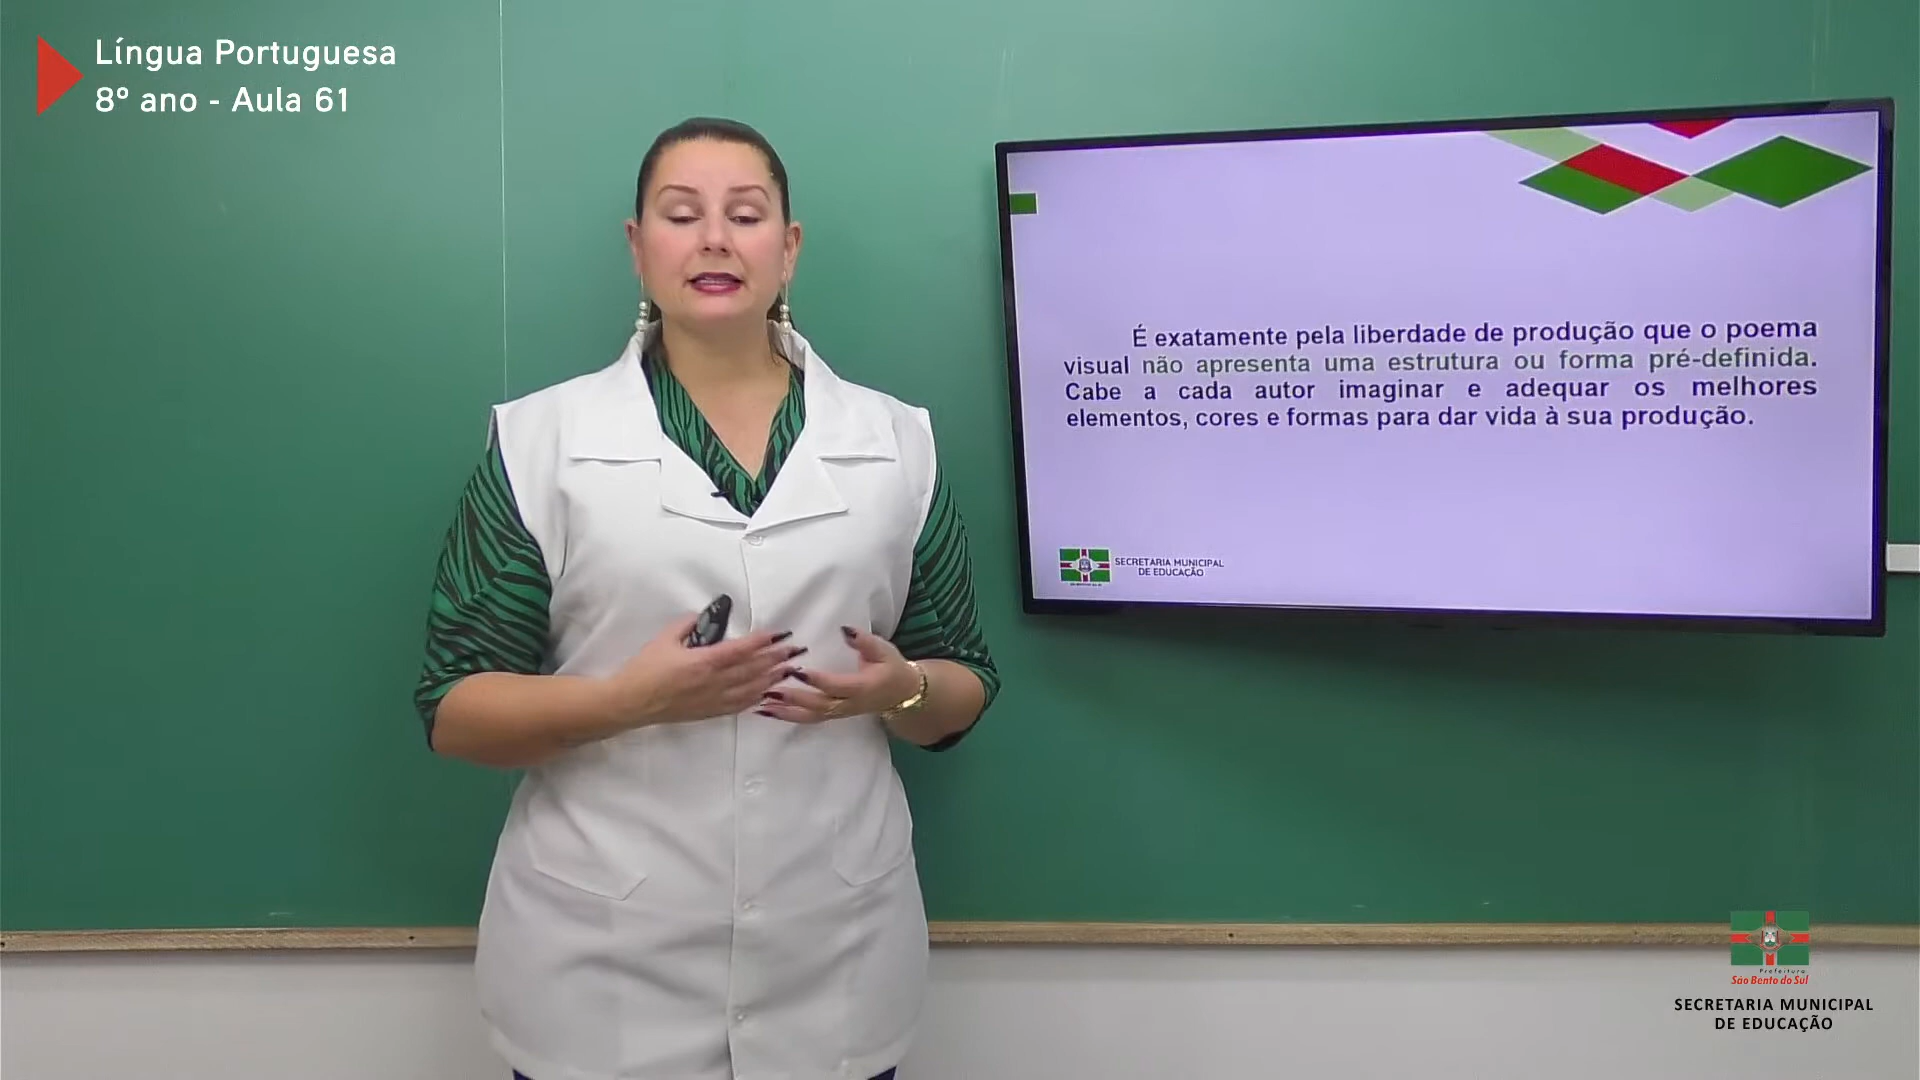 Língua Portuguesa
8º ano - Aula 61
É exatamente pela liberdade de produção que o poema
visual não apresenta uma estrutura ou forma pré-definida.
Cabe a cada autor imaginar e adequar os melhores
elementos, cores e formas para dar vida à sua produção.
SECRETARIA MUNICIPAL
DE EDUCAÇÃO
Prefeitura
São Bento do Sul
SECRETARIA MUNICIPAL
DE EDUCAÇÃO